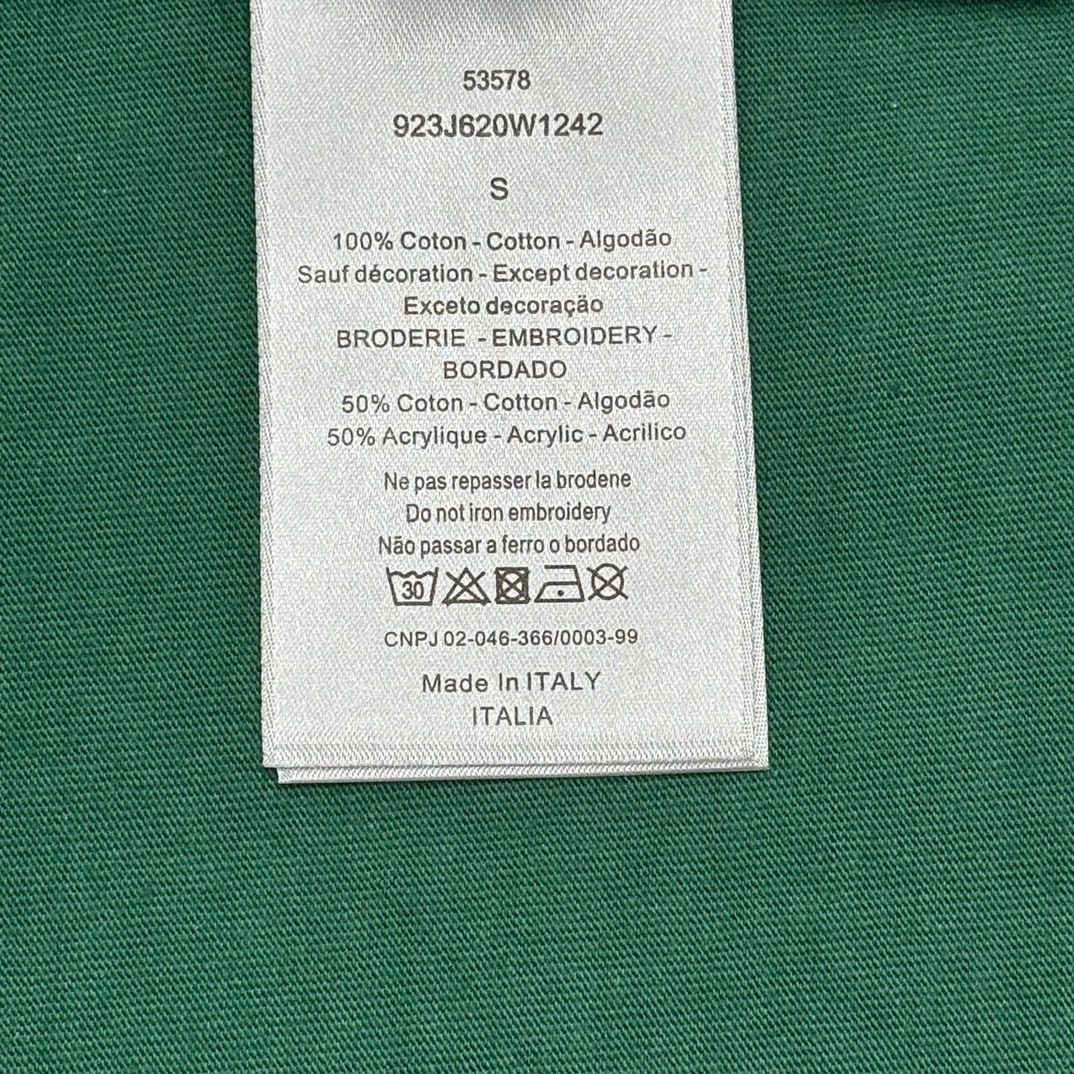 53578
923J620W1242
S
100% Coton - Cotton - Algodão
Sauf décoration - Except decoration -
Exceto decoração
BRODERIE - EMBROIDERY -
BORDADO
50% Coton - Cotton - Algodão
50% Acrylique - Acrylic - Acrilico
Ne pas repasser la brodene
Do not iron embroidery
Não passar a ferro o bordado
30
CNPJ 02-046-366/0003-99
Made In ITALY
ITALIA